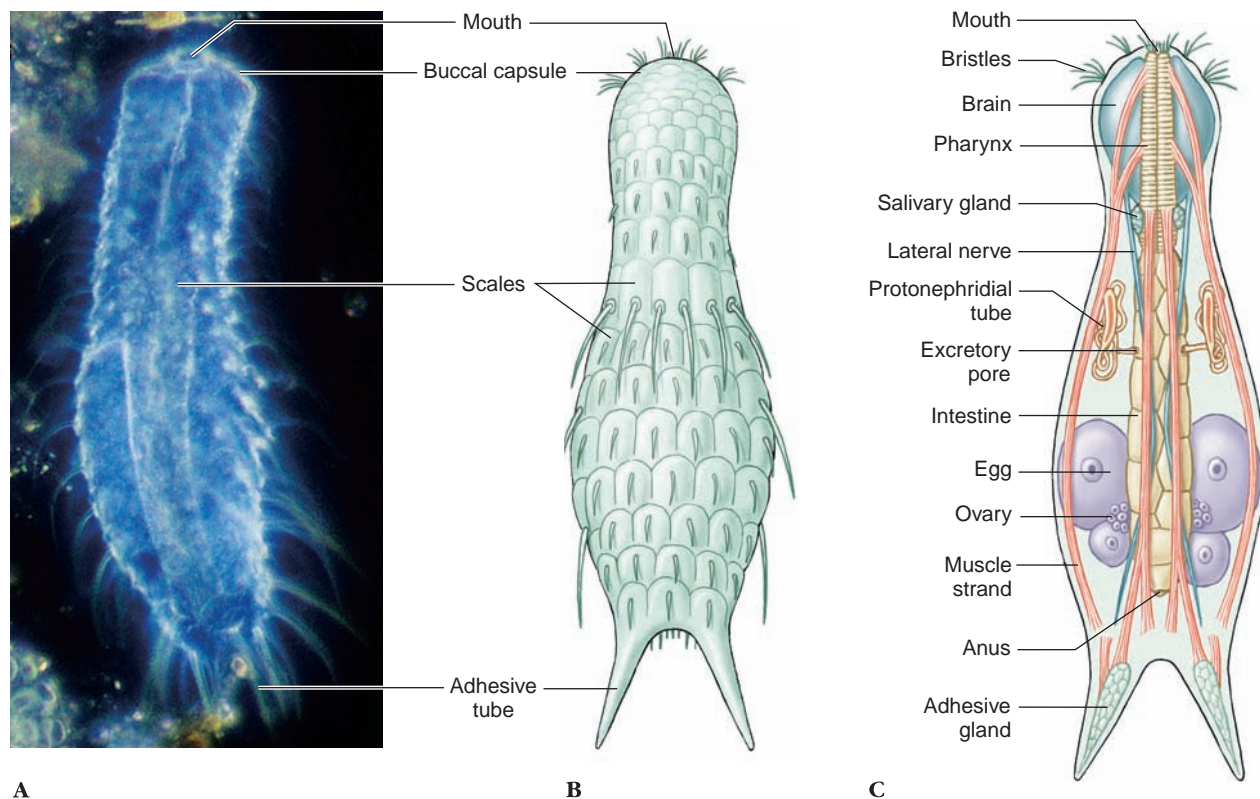 Mouth
Buccal capsule
Scales
Adhesive
tube
Mouth
Bristles
Brain
Pharynx
Salivary gland
Lateral nerve
Protonephridial
tube
Excretory
pore
Intestine
Egg
Ovary
Muscle
strand
Anus
Adhesive
gland
A
B
C